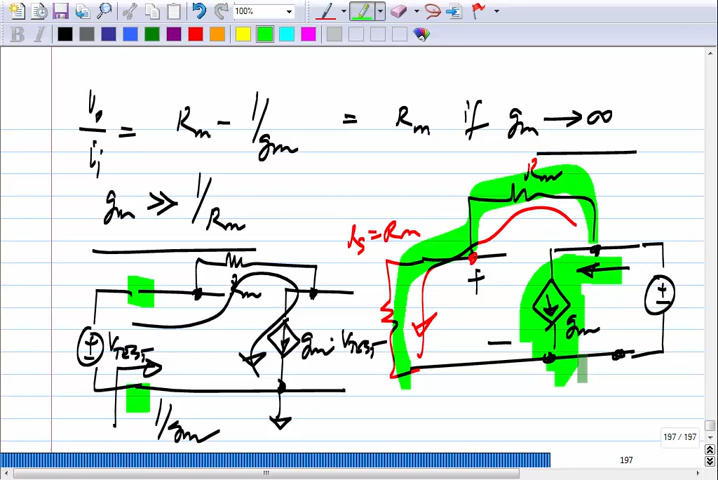 100%
B I
Vo/ii = Rm - 1/gm = Rm if gm → ∞
gm >> 1/Rm
Rm
Rs = Rm
Rm
+
-
gm
+
-
VTEST
gm · VTEST
1/gm
197 / 197
197